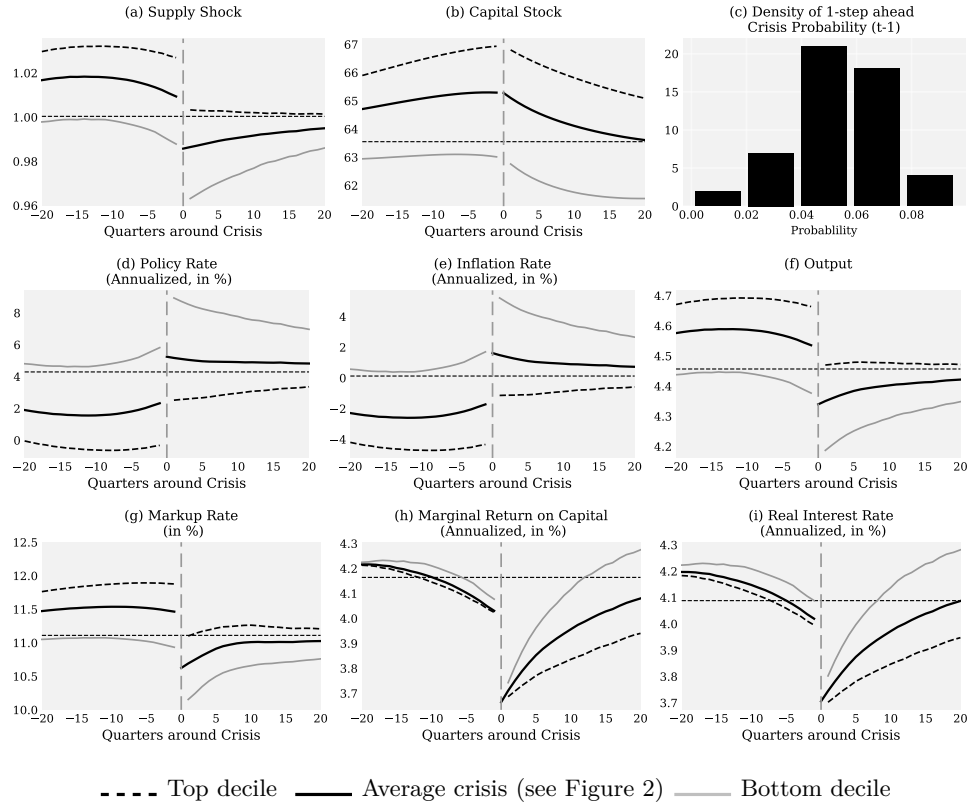 (a) Supply Shock
1.02
1.00
0.98
0.96
−20 −15 −10 −5 0 5 10 15 20
Quarters around Crisis
(b) Capital Stock
67
66
65
64
63
62
−20 −15 −10 −5 0 5 10 15 20
Quarters around Crisis
(c) Density of 1-step ahead
Crisis Probability (t-1)
20
15
10
5
0
0.00 0.02 0.04 0.06 0.08
Probablility
(d) Policy Rate
(Annualized, in %)
8
6
4
2
0
−20 −15 −10 −5 0 5 10 15 20
Quarters around Crisis
(e) Inflation Rate
(Annualized, in %)
4
2
0
−2
−4
−20 −15 −10 −5 0 5 10 15 20
Quarters around Crisis
(f) Output
4.7
4.6
4.5
4.4
4.3
4.2
−20 −15 −10 −5 0 5 10 15 20
Quarters around Crisis
(g) Markup Rate
(in %)
12.5
12.0
11.5
11.0
10.5
10.0
−20 −15 −10 −5 0 5 10 15 20
Quarters around Crisis
(h) Marginal Return on Capital
(Annualized, in %)
4.3
4.2
4.1
4.0
3.9
3.8
3.7
−20 −15 −10 −5 0 5 10 15 20
Quarters around Crisis
(i) Real Interest Rate
(Annualized, in %)
4.3
4.2
4.1
4.0
3.9
3.8
3.7
−20 −15 −10 −5 0 5 10 15 20
Quarters around Crisis
Top decile Average crisis (see Figure 2) Bottom decile